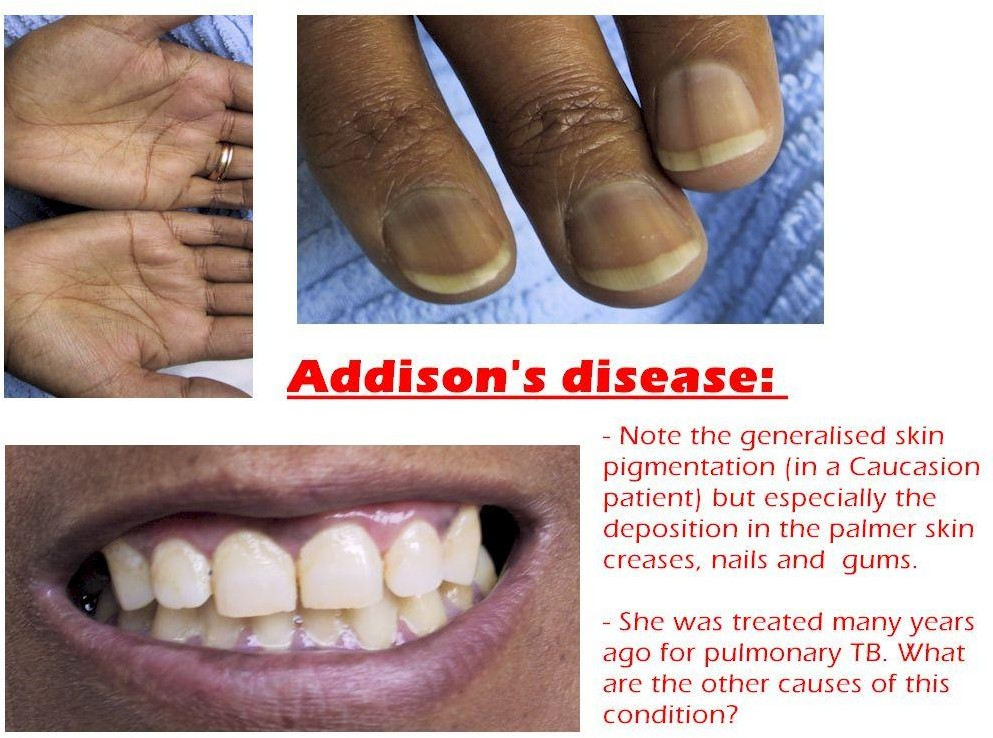 Addison's disease:
- Note the generalised skin
pigmentation (in a Caucasion
patient) but especially the
deposition in the palmer skin
creases, nails and gums.
- She was treated many years
ago for pulmonary TB. What
are the other causes of this
condition?